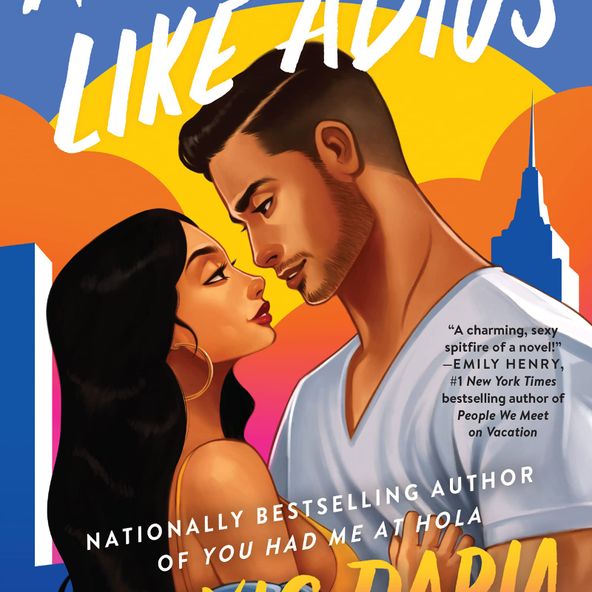 LIKE ADIOS
“A charming, sexy
spitfire of a novel!”
—EMILY HENRY,
#1 New York Times
bestselling author of
People We Meet
on Vacation
NATIONALLY BESTSELLING AUTHOR
OF YOU HAD ME AT HOLA
DARIA